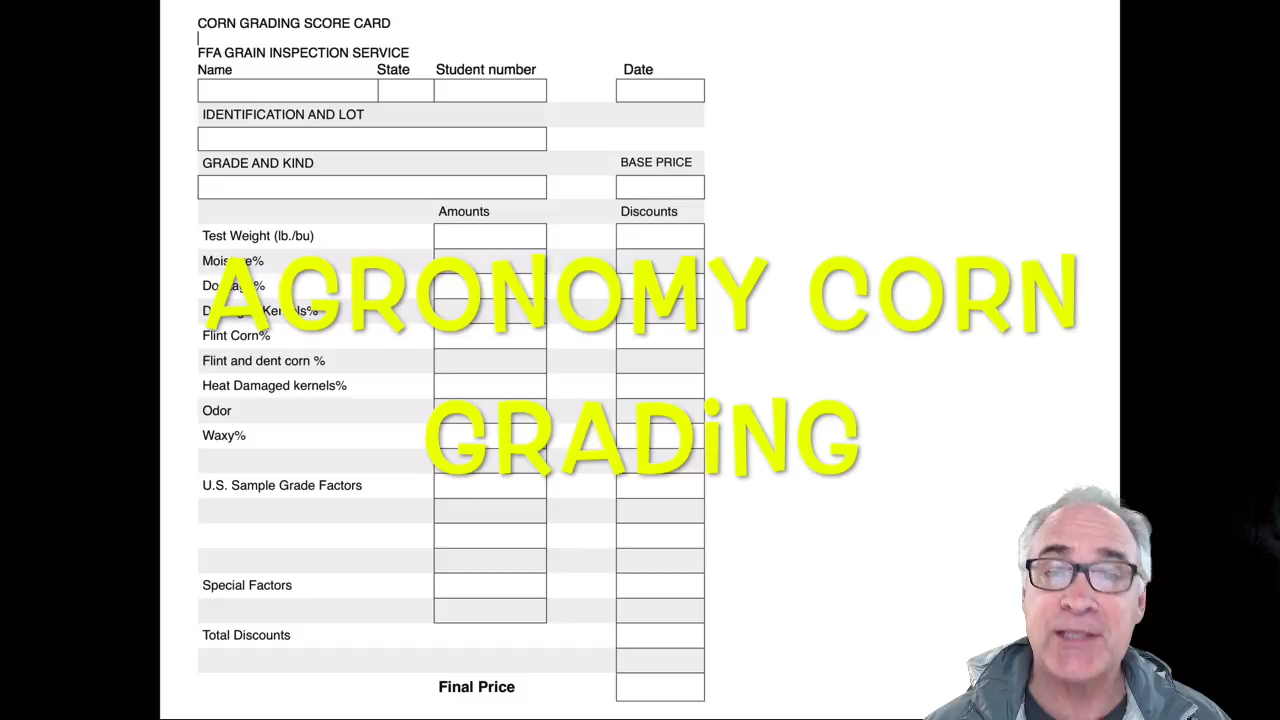 CORN GRADING SCORE CARD
FFA GRAIN INSPECTION SERVICE
Name State Student number Date
IDENTIFICATION AND LOT
GRADE AND KIND BASE PRICE
Amounts Discounts
Test Weight (lb./bu)
AGRONOMY CORN
Flint Corn%
Flint and dent corn %
Heat Damaged kernels%
Odor
Waxy%
GRADiNG
U.S. Sample Grade Factors
Special Factors
Total Discounts
Final Price